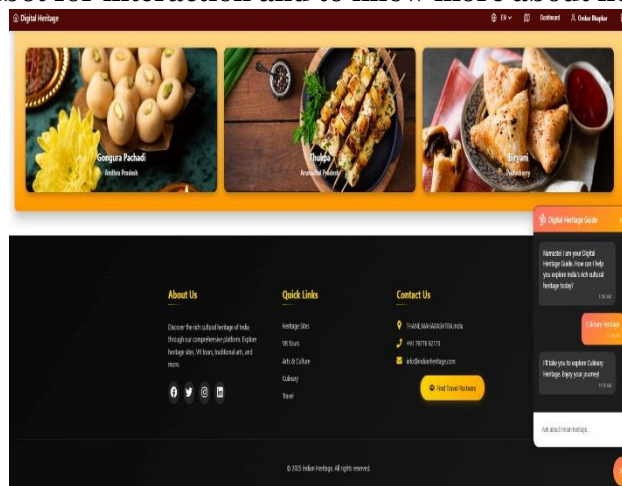 Digital Heritage
EN
Dashboard
Omkar Bhapkar
Gongura Pachadi
Andhra Pradesh
Thukpa
Arunachal Pradesh
Biryani
Puducherry
Digital Heritage Guide
Namaste! I am your Digital
Heritage Guide. How can I help
you explore India's rich cultural
heritage today?
Culinary Heritage
I'll take you to explore Culinary
Heritage. Enjoy your journey!
Ask about Indian heritage...
About Us
Discover the rich cultural heritage of India
through our comprehensive platform. Explore
heritage sites, VR tours, traditional arts, and
more.
Quick Links
Heritage Sites
VR Tours
Arts & Culture
Culinary
Travel
Contact Us
THANE, MAHARASHTRA, India
info@indianheritage.com
Find Travel Partners
© 2025 Indian Heritage. All rights reserved.